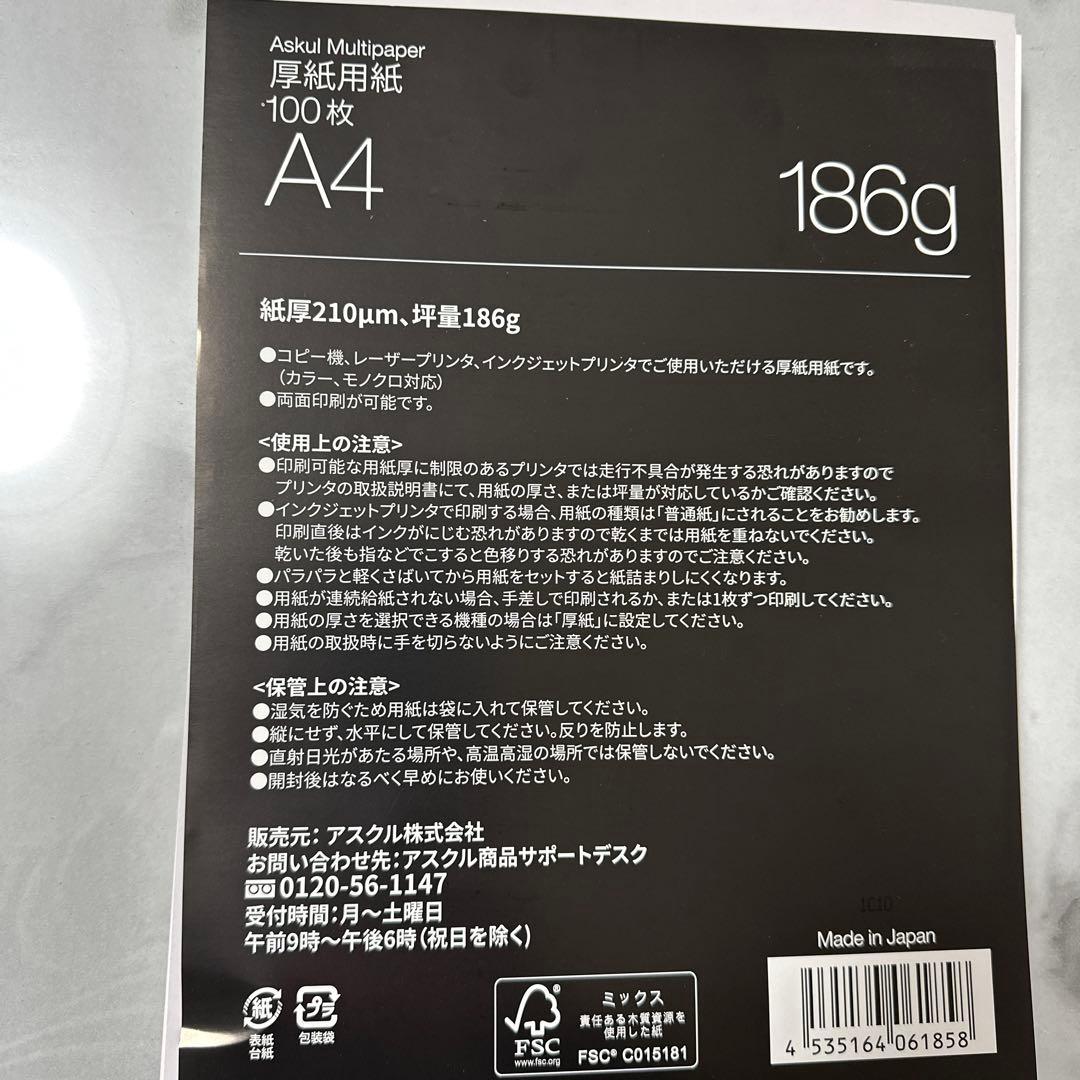 Askul Multipaper
厚紙用紙
100枚
A4
186g
紙厚210μm、坪量186g
●コピー機、レーザープリンタ、インクジェットプリンタでご使用いただける厚紙用紙です。
（カラー、モノクロ対応）
●両面印刷が可能です。
<使用上の注意>
●印刷可能な用紙厚に制限のあるプリンタでは走行不具合が発生する恐れがありますので
プリンタの取扱説明書にて、用紙の厚さ、または坪量が対応しているかご確認ください。
●インクジェットプリンタで印刷する場合、用紙の種類は「普通紙」にされることをお勧めします。
印刷直後はインクがにじむ恐れがありますので乾くまでは用紙を重ねないでください。
乾いた後も指などでこすると色移りする恐れがありますのでご注意ください。
●パラパラと軽くさばいてから用紙をセットすると紙詰まりしにくくなります。
●用紙が連続給紙されない場合、手差しで印刷されるか、または1枚ずつ印刷してください。
●用紙の厚さを選択できる機種の場合は「厚紙」に設定してください。
●用紙の取扱時に手を切らないようにご注意ください。
<保管上の注意>
●湿気を防ぐため用紙は袋に入れて保管してください。
●縦にせず、水平にして保管してください。反りを防止します。
●直射日光があたる場所や、高温高湿の場所では保管しないでください。
●開封後はなるべく早めにお使いください。
販売元：アスクル株式会社
お問い合わせ先：アスクル商品サポートデスク
0120-56-1147
受付時間：月～土曜日
午前9時～午後6時（祝日を除く）
1C10
Made in Japan
紙
表紙
台紙
プラ
包装袋
FSC
www.fsc.org
ミックス
責任ある木質資源を
使用した紙
FSC® C015181
4 535164 061858